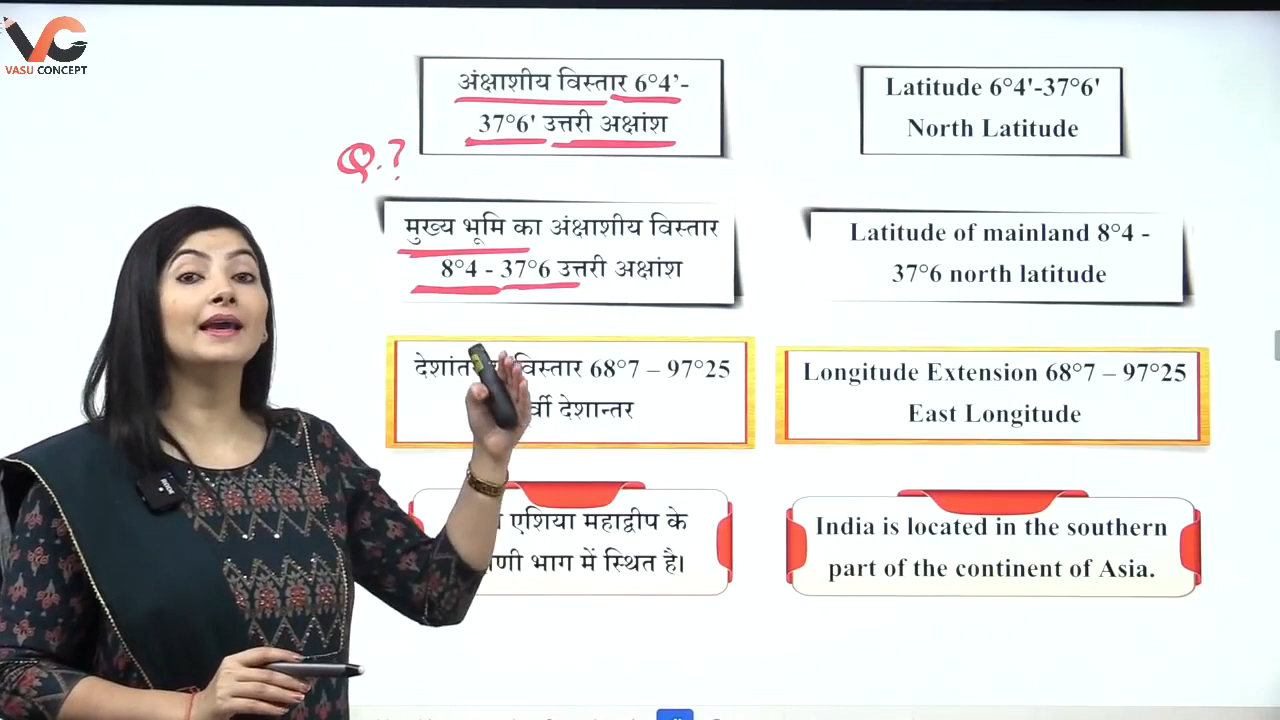 VASU CONCEPT
अंक्षाशीय विस्तार 6°4’-
37°6' उत्तरी अक्षांश
Latitude 6°4'-37°6'
North Latitude
Q.?
मुख्य भूमि का अंक्षाशीय विस्तार
8°4 - 37°6 उत्तरी अक्षांश
Latitude of mainland 8°4 -
37°6 north latitude
विस्तार 68°7 – 97°25
देशान्तर
Longitude Extension 68°7 – 97°25
East Longitude
एशिया महाद्वीप के
भाग में स्थित है।
India is located in the southern
part of the continent of Asia.